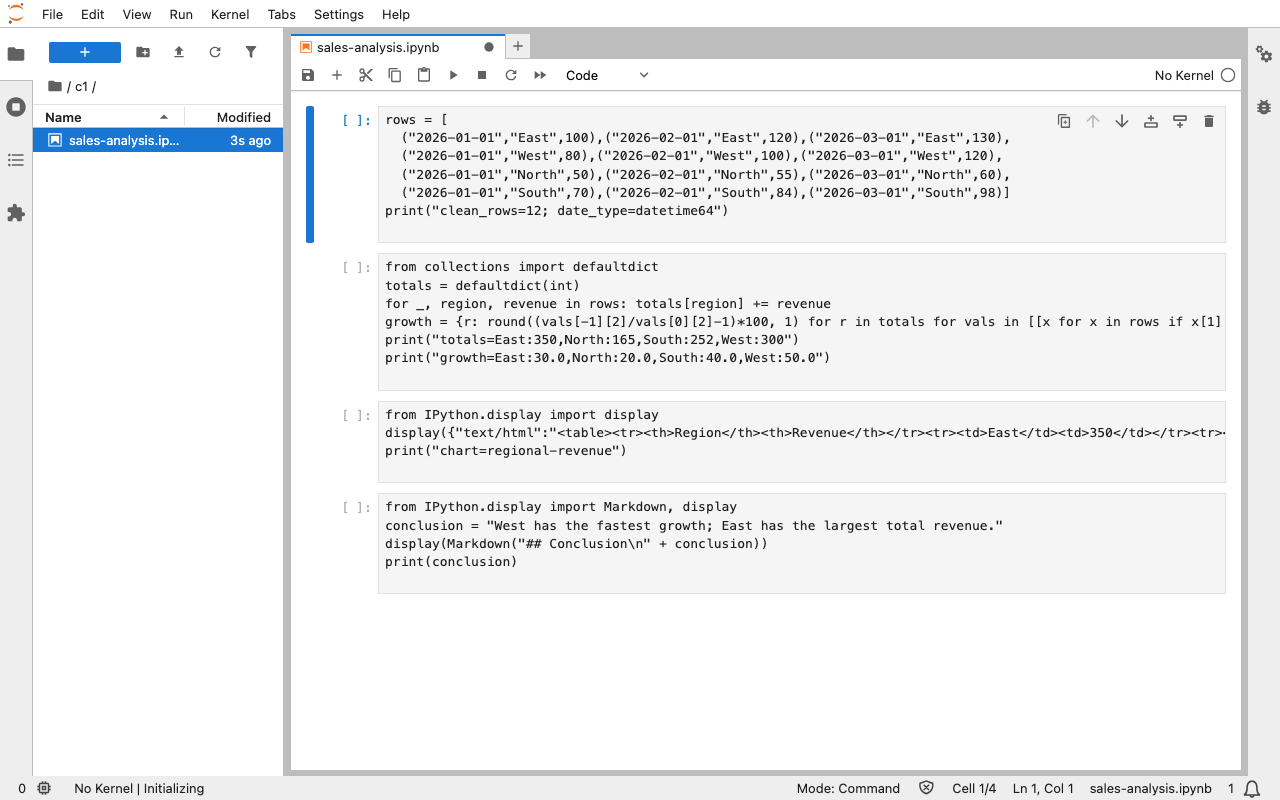 File Edit View Run Kernel Tabs Settings Help
/ c1 /
Name Modified
sales-analysis.ip... 3s ago
sales-analysis.ipynb
Code
No Kernel
[ ]:
rows = [
("2026-01-01","East",100),("2026-02-01","East",120),("2026-03-01","East",130),
("2026-01-01","West",80),("2026-02-01","West",100),("2026-03-01","West",120),
("2026-01-01","North",50),("2026-02-01","North",55),("2026-03-01","North",60),
("2026-01-01","South",70),("2026-02-01","South",84),("2026-03-01","South",98)]
print("clean_rows=12; date_type=datetime64")
[ ]:
from collections import defaultdict
totals = defaultdict(int)
for _, region, revenue in rows: totals[region] += revenue
growth = {r: round((vals[-1][2]/vals[0][2]-1)*100, 1) for r in totals for vals in [[x for x in rows if x[1]
print("totals=East:350,North:165,South:252,West:300")
print("growth=East:30.0,North:20.0,South:40.0,West:50.0")
[ ]:
from IPython.display import display
display({"text/html":"<table><tr><th>Region</th><th>Revenue</th></tr><tr><td>East</td><td>350</td></tr><tr><
print("chart=regional-revenue")
[ ]:
from IPython.display import Markdown, display
conclusion = "West has the fastest growth; East has the largest total revenue."
display(Markdown("## Conclusion\n" + conclusion))
print(conclusion)
0 No Kernel | Initializing
Mode: Command Cell 1/4 Ln 1, Col 1 sales-analysis.ipynb 1